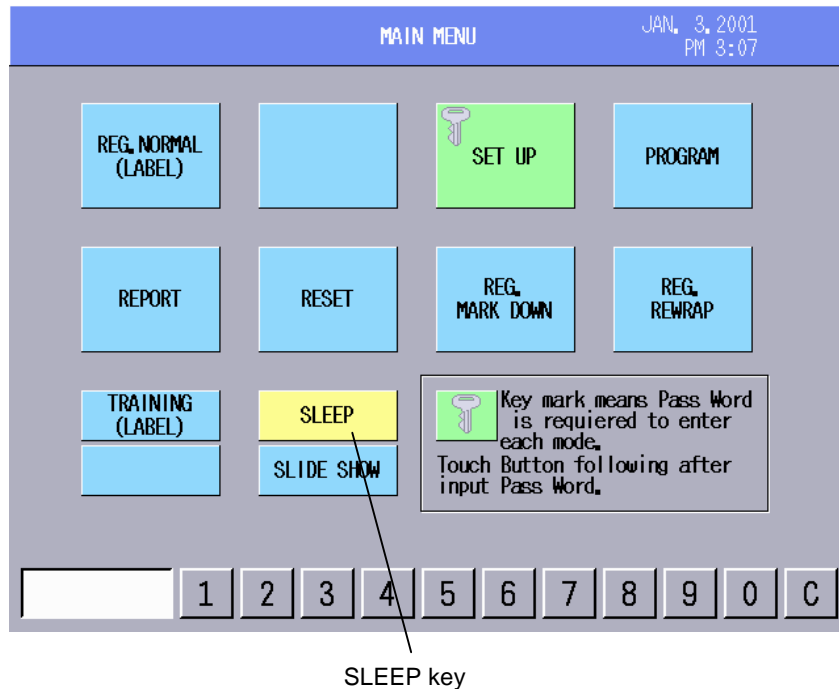 MAIN MENU
JAN. 3.2001
PM 3:07
REG.NORMAL
(LABEL)
SET UP
PROGRAM
REPORT
RESET
REG.
MARK DOWN
REG.
REWRAP
TRAINING
(LABEL)
SLEEP
SLIDE SHOW
Key mark means Pass Word
is requiered to enter
each mode.
Touch Button following after
input Pass Word.
1 2 3 4 5 6 7 8 9 0 C
SLEEP key